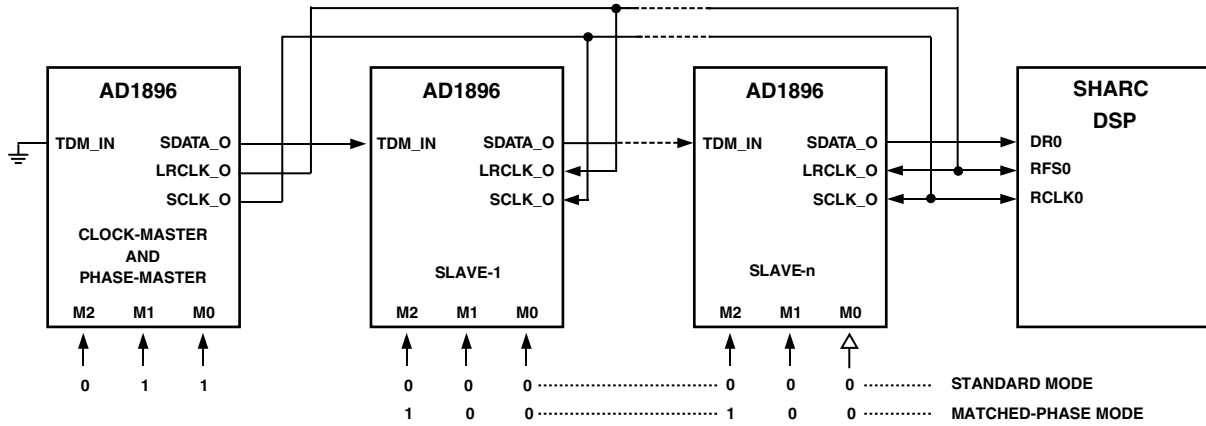 AD1896
TDM_IN
SDATA_O
LRCLK_O
SCLK_O
CLOCK-MASTER
AND
PHASE-MASTER
M2 M1 M0
0 1 1
AD1896
TDM_IN
SDATA_O
LRCLK_O
SCLK_O
SLAVE-1
M2 M1 M0
AD1896
TDM_IN
SDATA_O
LRCLK_O
SCLK_O
SLAVE-n
M2 M1 M0
SHARC
DSP
DR0
RFS0
RCLK0
0 0 0 0 0 0 STANDARD MODE
1 0 0 1 0 0 MATCHED-PHASE MODE